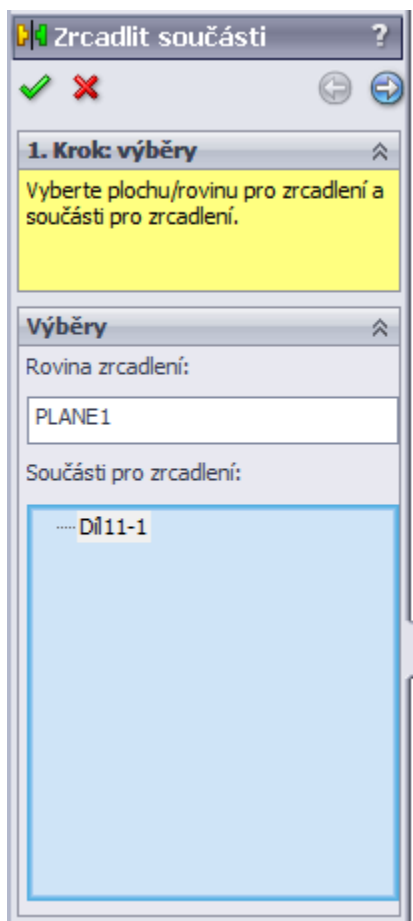 Zrcadlit součásti ?
1. Krok: výběry
Vyberte plochu/rovinu pro zrcadlení a
součásti pro zrcadlení.
Výběry
Rovina zrcadlení:
PLANE1
Součásti pro zrcadlení:
Díl11-1